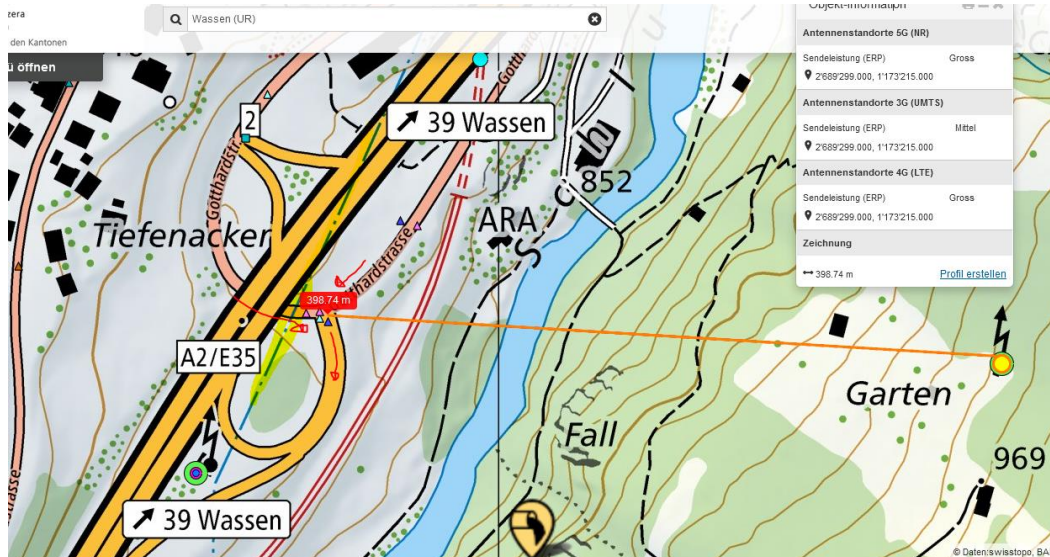 zera
den Kantonen
Wassen (UR)
ü öffnen
Objekt-Information
Antennenstandorte 5G (NR)
Sendeleistung (ERP) Gross
2'689'299.000, 1'173'215.000
Antennenstandorte 3G (UMTS)
Sendeleistung (ERP) Mittel
2'689'299.000, 1'173'215.000
Antennenstandorte 4G (LTE)
Sendeleistung (ERP) Gross
2'689'299.000, 1'173'215.000
Zeichnung
398.74 m Profil erstellen
2
39 Wassen
Gotthardstr.
852
Tiefenacker
ARA
Gotthardstrasse
398.74 m
A2/E35
Garten
Fall
969
39 Wassen
© Daten:swisstopo, BA